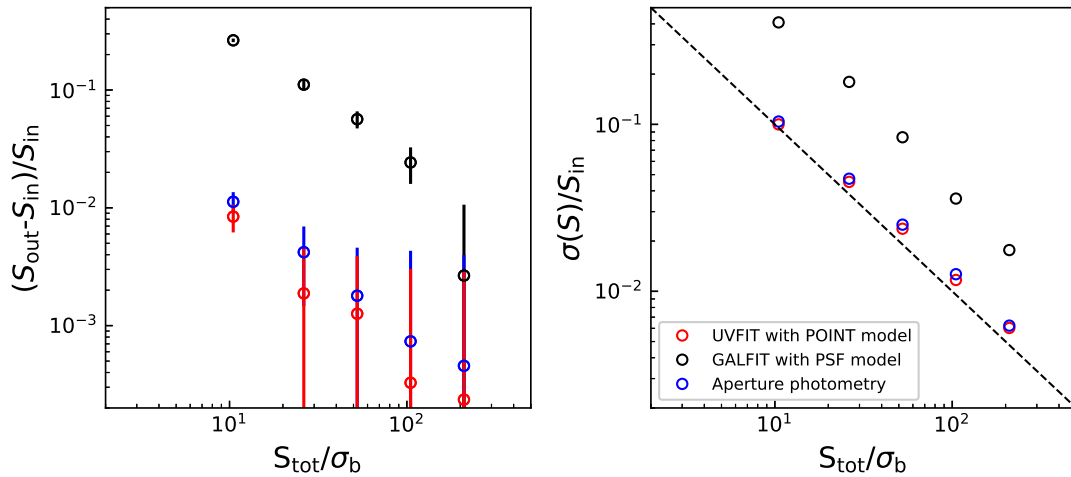 (S_out-S_in)/S_in
10^-1
10^-2
10^-3
10^1
10^2
S_tot/σ_b
σ(S)/S_in
10^-1
10^-2
UVFIT with POINT model
GALFIT with PSF model
Aperture photometry
10^1
10^2
S_tot/σ_b